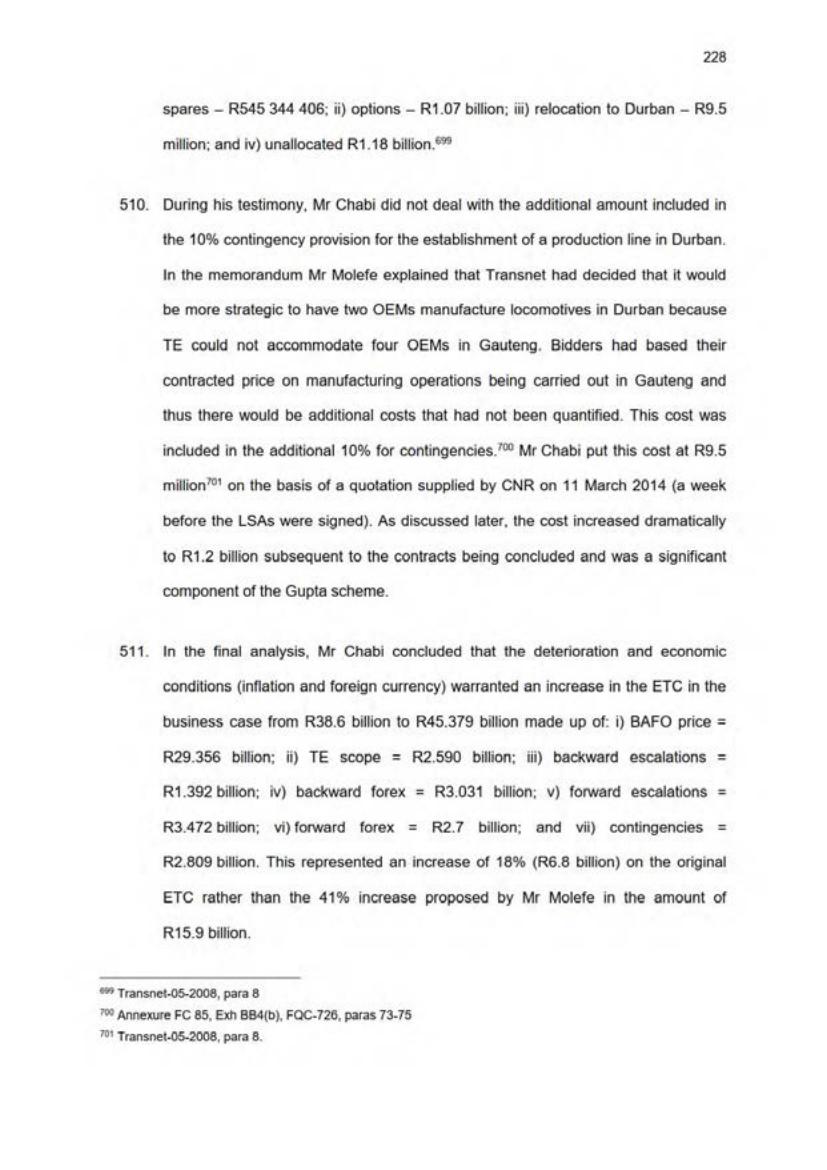 228
spares – R545 344 406; ii) options – R1.07 billion; iii) relocation to Durban – R9.5
million; and iv) unallocated R1.18 billion.699
510. During his testimony, Mr Chabi did not deal with the additional amount included in
the 10% contingency provision for the establishment of a production line in Durban.
In the memorandum Mr Molefe explained that Transnet had decided that it would
be more strategic to have two OEMs manufacture locomotives in Durban because
TE could not accommodate four OEMs in Gauteng. Bidders had based their
contracted price on manufacturing operations being carried out in Gauteng and
thus there would be additional costs that had not been quantified. This cost was
included in the additional 10% for contingencies.700 Mr Chabi put this cost at R9.5
million701 on the basis of a quotation supplied by CNR on 11 March 2014 (a week
before the LSAs were signed). As discussed later, the cost increased dramatically
to R1.2 billion subsequent to the contracts being concluded and was a significant
component of the Gupta scheme.
511. In the final analysis, Mr Chabi concluded that the deterioration and economic
conditions (inflation and foreign currency) warranted an increase in the ETC in the
business case from R38.6 billion to R45.379 billion made up of: i) BAFO price =
R29.356 billion; ii) TE scope = R2.590 billion; iii) backward escalations =
R1.392 billion; iv) backward forex = R3.031 billion; v) forward escalations =
R3.472 billion; vi) forward forex = R2.7 billion; and vii) contingencies =
R2.809 billion. This represented an increase of 18% (R6.8 billion) on the original
ETC rather than the 41% increase proposed by Mr Molefe in the amount of
R15.9 billion.
699 Transnet-05-2008, para 8
700 Annexure FC 85, Exh BB4(b), FQC-726, paras 73-75
701 Transnet-05-2008, para 8.